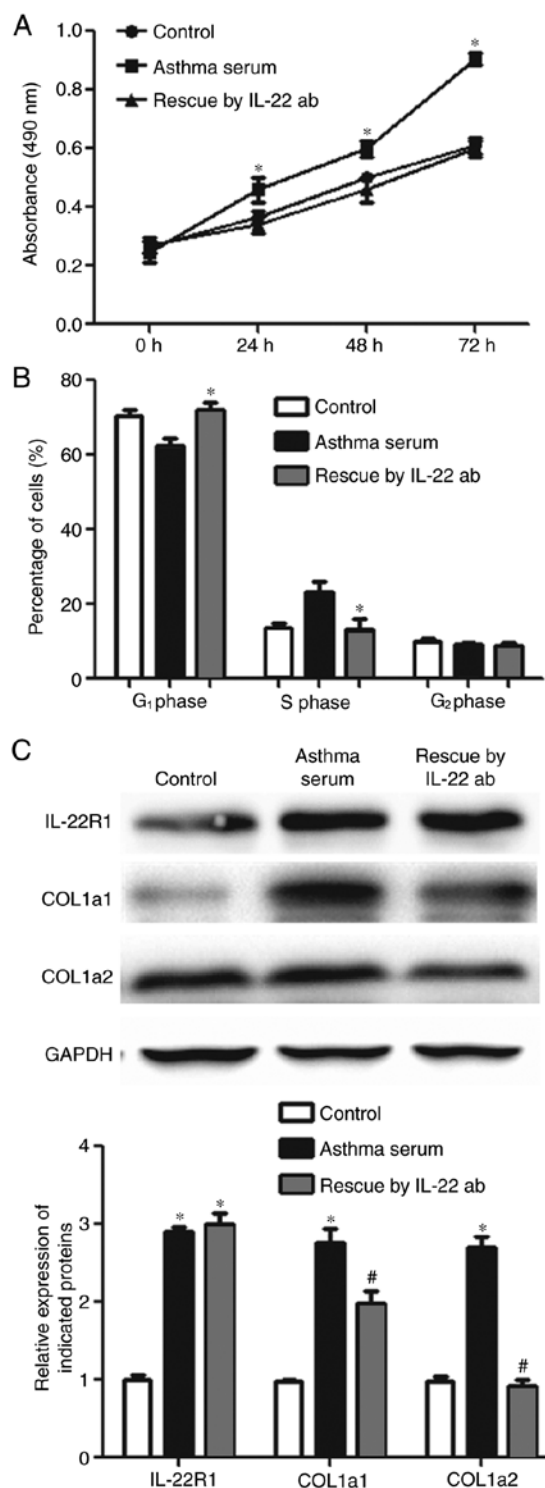 A
Control
Asthma serum
Rescue by IL-22 ab
Absorbance (490 nm)
1.0
0.8
0.6
0.4
0.2
0.0
*
*
*
0 h 24 h 48 h 72 h
B
Control
Asthma serum
Rescue by IL-22 ab
Percentage of cells (%)
80
60
40
20
0
*
*
G1 phase S phase G2 phase
C
Control Asthma serum Rescue by IL-22 ab
IL-22R1
COL1a1
COL1a2
GAPDH
Control
Asthma serum
Rescue by IL-22 ab
Relative expression of
indicated proteins
4
3
2
1
0
* * * # * #
IL-22R1 COL1a1 COL1a2